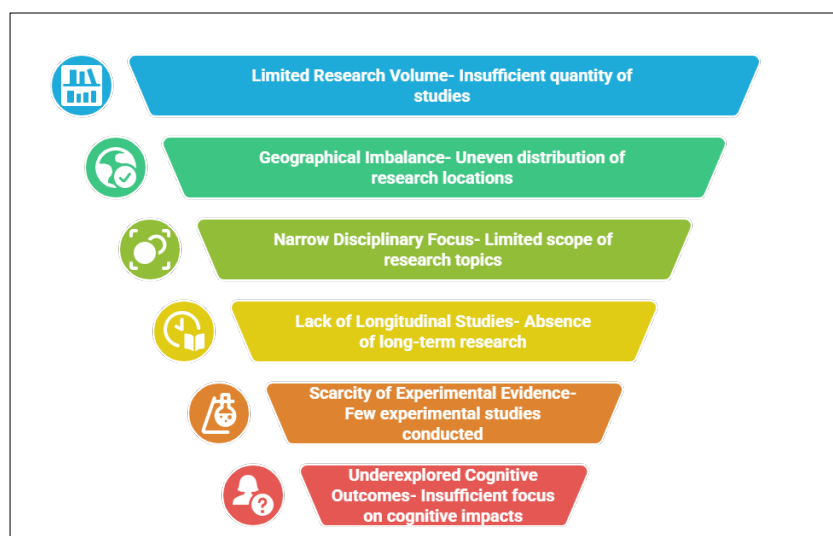 Limited Research Volume- Insufficient quantity of
studies
Geographical Imbalance- Uneven distribution of
research locations
Narrow Disciplinary Focus- Limited scope of
research topics
Lack of Longitudinal Studies- Absence
of long-term research
Scarcity of Experimental Evidence-
Few experimental studies
conducted
Underexplored Cognitive
Outcomes- Insufficient focus
on cognitive impacts